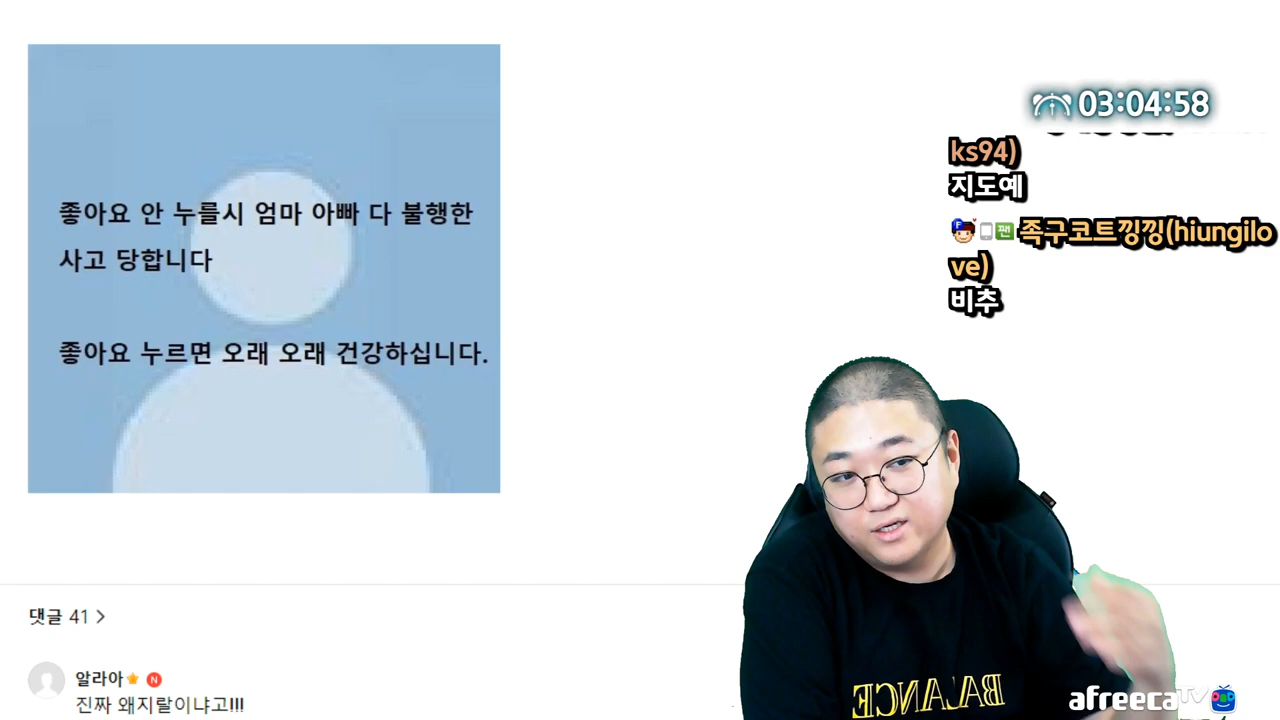 좋아요 안 누를시 엄마 아빠 다 불행한
사고 당합니다
좋아요 누르면 오래 오래 건강하십니다.
댓글 41
알라아
N
진짜 왜지랄이냐고!!!
03:04:58
ks94)
지도예
F 팬 족구코트낑낑(hiungilo
ve)
비추
BALANCE
afreecaTV